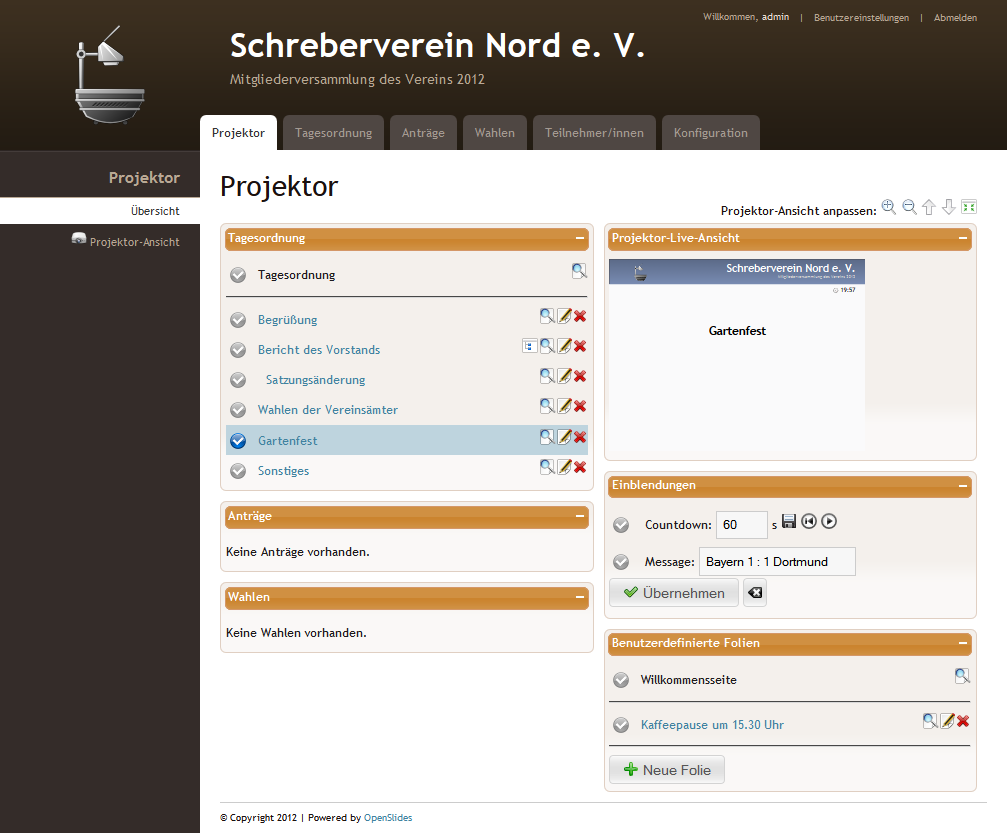 Willkommen, admin | Benutzereinstellungen | Abmelden
Schreberverein Nord e. V.
Mitgliederversammlung des Vereins 2012
Projektor Tagesordnung Anträge Wahlen Teilnehmer/innen Konfiguration
Projektor
Übersicht
Projektor-Ansicht
Projektor
Projektor-Ansicht anpassen:
Tagesordnung
Tagesordnung
Begrüßung
Bericht des Vorstands
Satzungsänderung
Wahlen der Vereinsämter
Gartenfest
Sonstiges
Anträge
Keine Anträge vorhanden.
Wahlen
Keine Wahlen vorhanden.
Projektor-Live-Ansicht
Schreberverein Nord e. V.
Mitgliederversammlung des Vereins 2012
19:57
Gartenfest
Einblendungen
Countdown: 60 s
Message: Bayern 1 : 1 Dortmund
Übernehmen
Benutzerdefinierte Folien
Willkommensseite
Kaffeepause um 15.30 Uhr
Neue Folie
© Copyright 2012 | Powered by OpenSlides